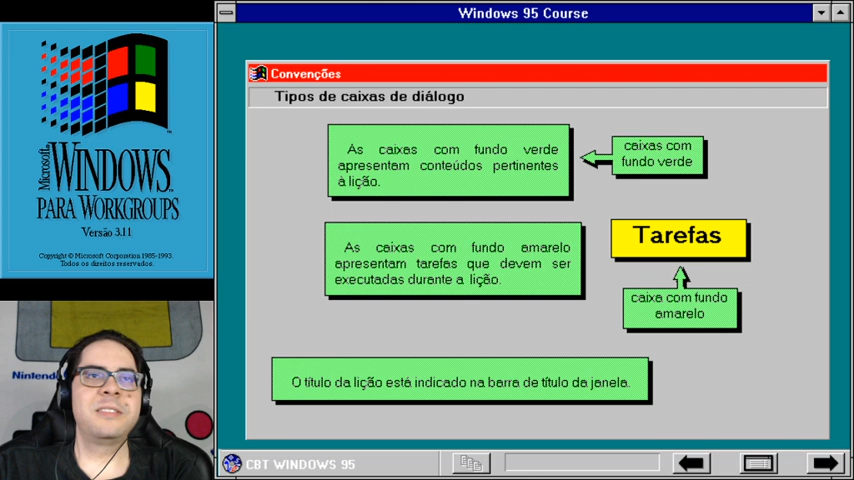 Microsoft®
WINDOWS™
PARA WORKGROUPS
Versão 3.11
Copyright © Microsoft Corporation 1985-1993.
Todos os direitos reservados.
Nintendo
Windows 95 Course
Convenções
Tipos de caixas de diálogo
As caixas com fundo verde
apresentam conteúdos pertinentes
à lição.
caixas com
fundo verde
As caixas com fundo amarelo
apresentam tarefas que devem ser
executadas durante a lição.
Tarefas
caixa com fundo
amarelo
O título da lição está indicado na barra de título da janela.
CBT WINDOWS 95